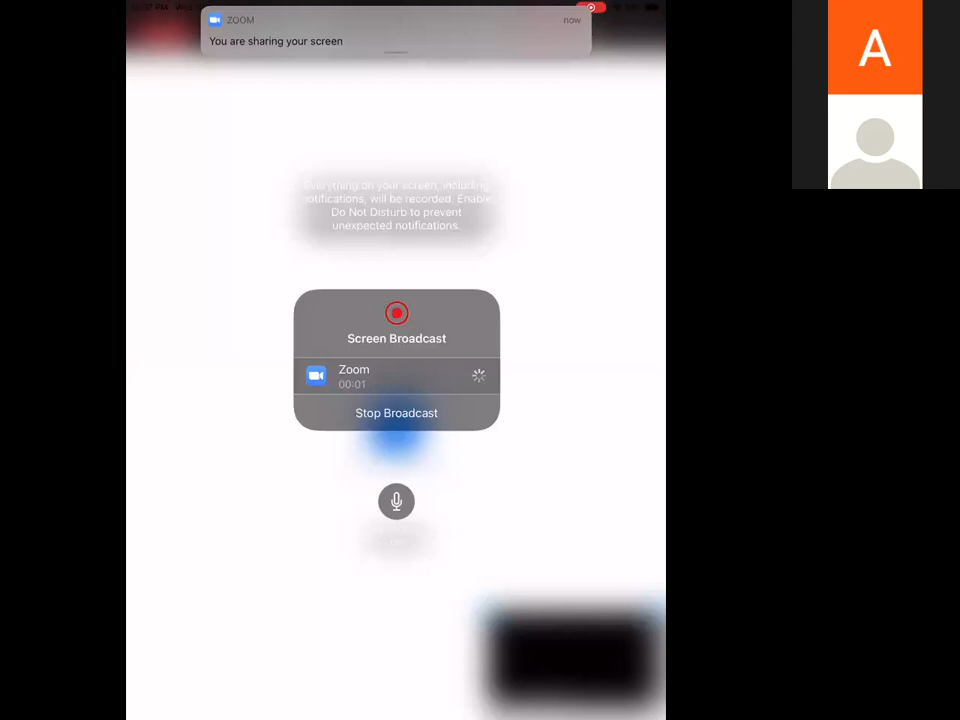 ZOOM
now
You are sharing your screen
Everything on your screen, including
notifications, will be recorded. Enable
Do Not Disturb to prevent
unexpected notifications.
Screen Broadcast
Zoom
00:01
Stop Broadcast
A